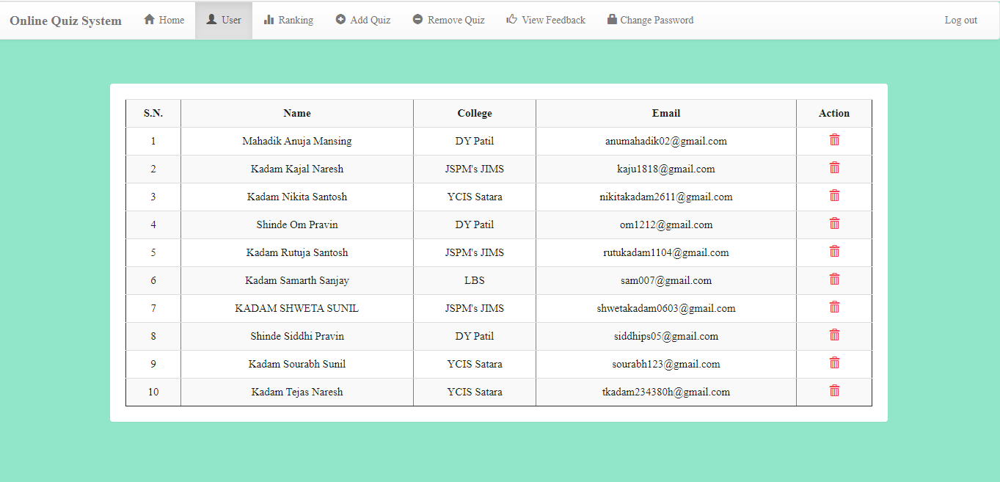 Online Quiz System Home User Ranking Add Quiz Remove Quiz View Feedback Change Password Log out
S.N. Name College Email Action
1 Mahadik Anuja Mansing DY Patil anumahadik02@gmail.com
2 Kadam Kajal Naresh JSPM's JIMS kaju1818@gmail.com
3 Kadam Nikita Santosh YCIS Satara nikitakadam2611@gmail.com
4 Shinde Om Pravin DY Patil om1212@gmail.com
5 Kadam Rutuja Santosh JSPM's JIMS rutukadam1104@gmail.com
6 Kadam Samarth Sanjay LBS sam007@gmail.com
7 KADAM SHWETA SUNIL JSPM's JIMS shwetakadam0603@gmail.com
8 Shinde Siddhi Pravin DY Patil siddhips05@gmail.com
9 Kadam Sourabh Sunil YCIS Satara sourabh123@gmail.com
10 Kadam Tejas Naresh YCIS Satara tkadam234380h@gmail.com